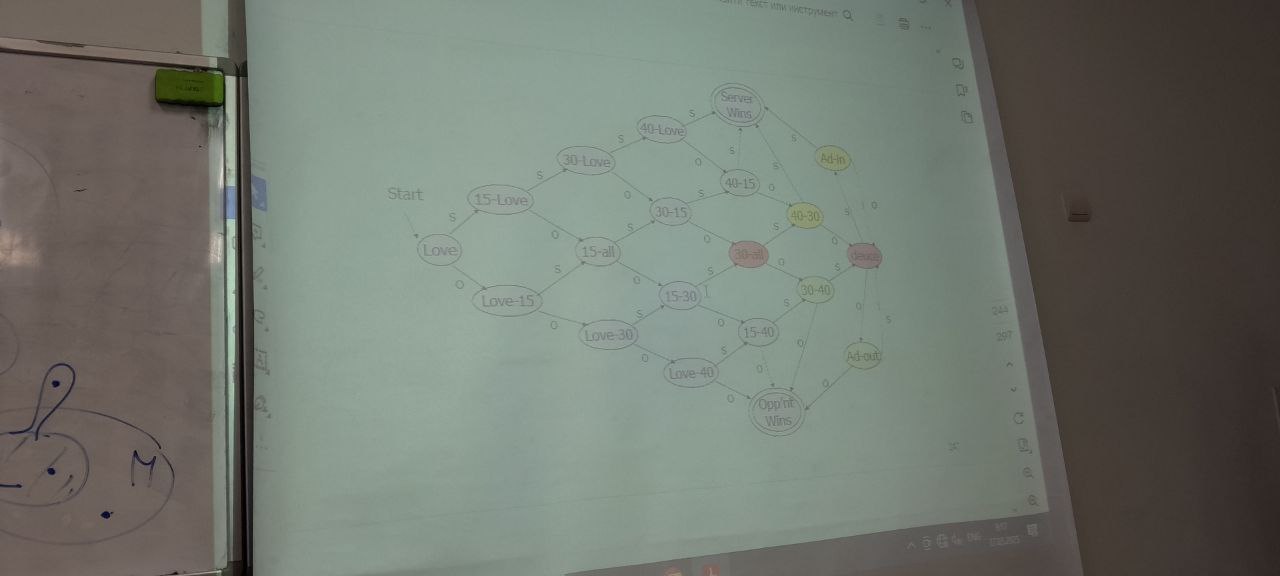 текст или инструмент
Server
Wins
s
40-Love
s
s
30-Love
o
s
s
Ad-in
s
40-15
s
o
Start
15-Love
o
s
30-15
o
s
o
s
40-30
s
Love
o
15-all
s
o
s
o
30-all
o
s
deuce
o
s
o
s
15-30
30-40
Love-15
o
s
o
s
o
s
Love-30
15-40
o
o
s
Love-40
o
Ad-out
o
o
Opp'nt
Wins
244
297
ENG
M